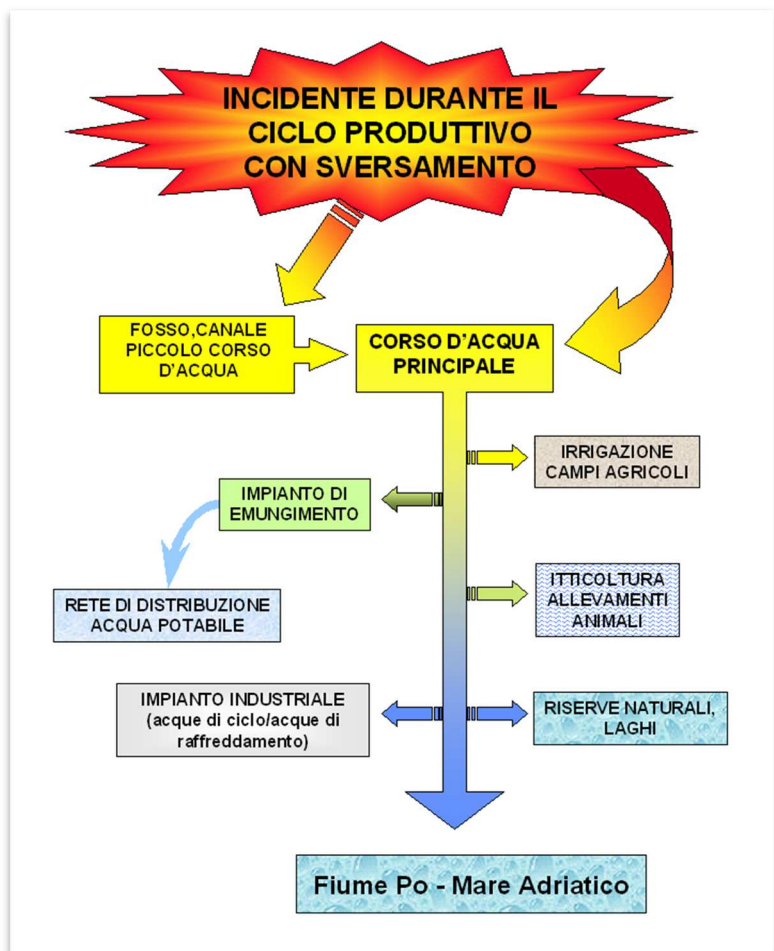 INCIDENTE DURANTE IL
CICLO PRODUTTIVO
CON SVERSAMENTO
FOSSO,CANALE
PICCOLO CORSO
D'ACQUA
CORSO D'ACQUA
PRINCIPALE
IRRIGAZIONE
CAMPI AGRICOLI
IMPIANTO DI
EMUNGIMENTO
RETE DI DISTRIBUZIONE
ACQUA POTABILE
ITTICOLTURA
ALLEVAMENTI
ANIMALI
IMPIANTO INDUSTRIALE
(acque di ciclo/acque di
raffreddamento)
RISERVE NATURALI,
LAGHI
Fiume Po - Mare Adriatico